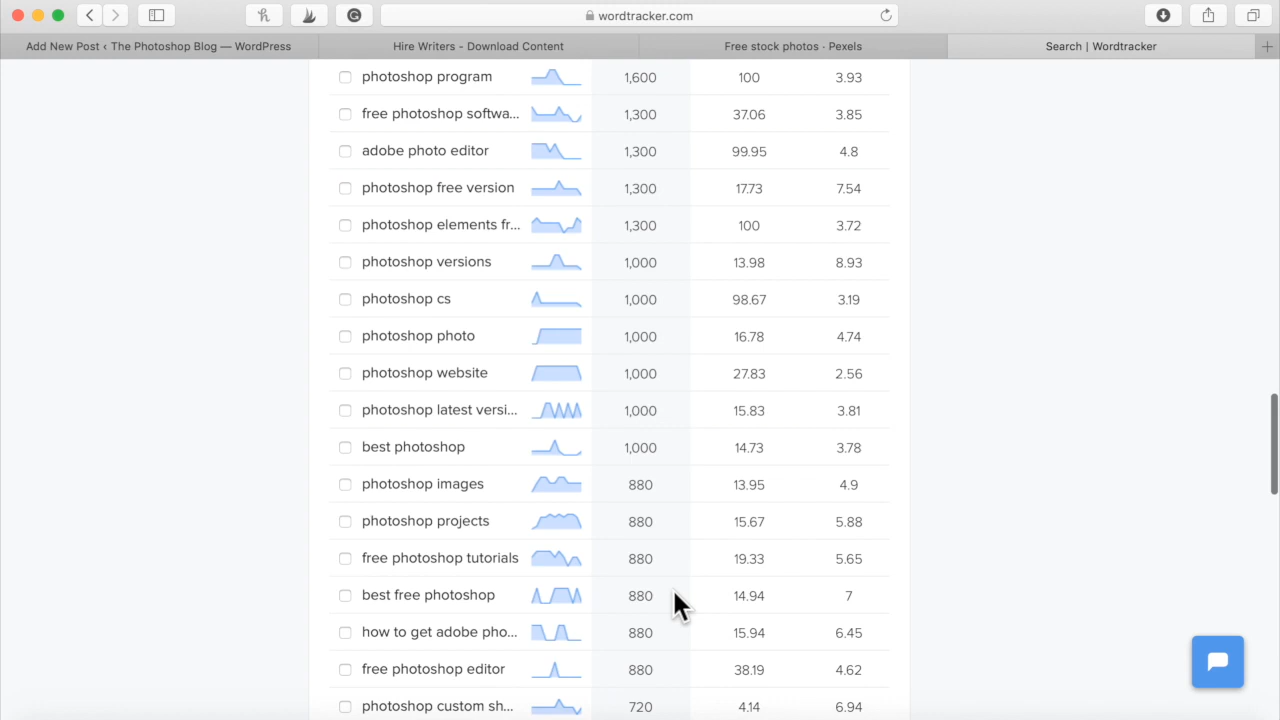 wordtracker.com
Add New Post ‹ The Photoshop Blog — WordPress
Hire Writers - Download Content
Free stock photos · Pexels
Search | Wordtracker
photoshop program 1,600 100 3.93
free photoshop softwa... 1,300 37.06 3.85
adobe photo editor 1,300 99.95 4.8
photoshop free version 1,300 17.73 7.54
photoshop elements fr... 1,300 100 3.72
photoshop versions 1,000 13.98 8.93
photoshop cs 1,000 98.67 3.19
photoshop photo 1,000 16.78 4.74
photoshop website 1,000 27.83 2.56
photoshop latest versi... 1,000 15.83 3.81
best photoshop 1,000 14.73 3.78
photoshop images 880 13.95 4.9
photoshop projects 880 15.67 5.88
free photoshop tutorials 880 19.33 5.65
best free photoshop 880 14.94 7
how to get adobe pho... 880 15.94 6.45
free photoshop editor 880 38.19 4.62
photoshop custom sh... 720 4.14 6.94